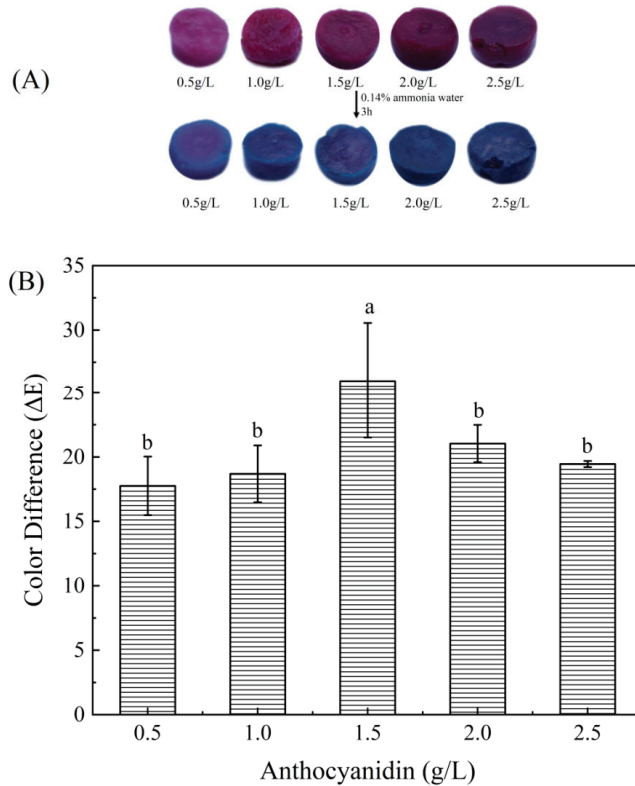 (A)
0.5g/L 1.0g/L 1.5g/L 2.0g/L 2.5g/L
0.14% ammonia water
3h
0.5g/L 1.0g/L 1.5g/L 2.0g/L 2.5g/L
(B)
35
30
25
20
15
10
5
0
Color Difference (ΔE)
b b a b b
0.5 1.0 1.5 2.0 2.5
Anthocyanidin (g/L)